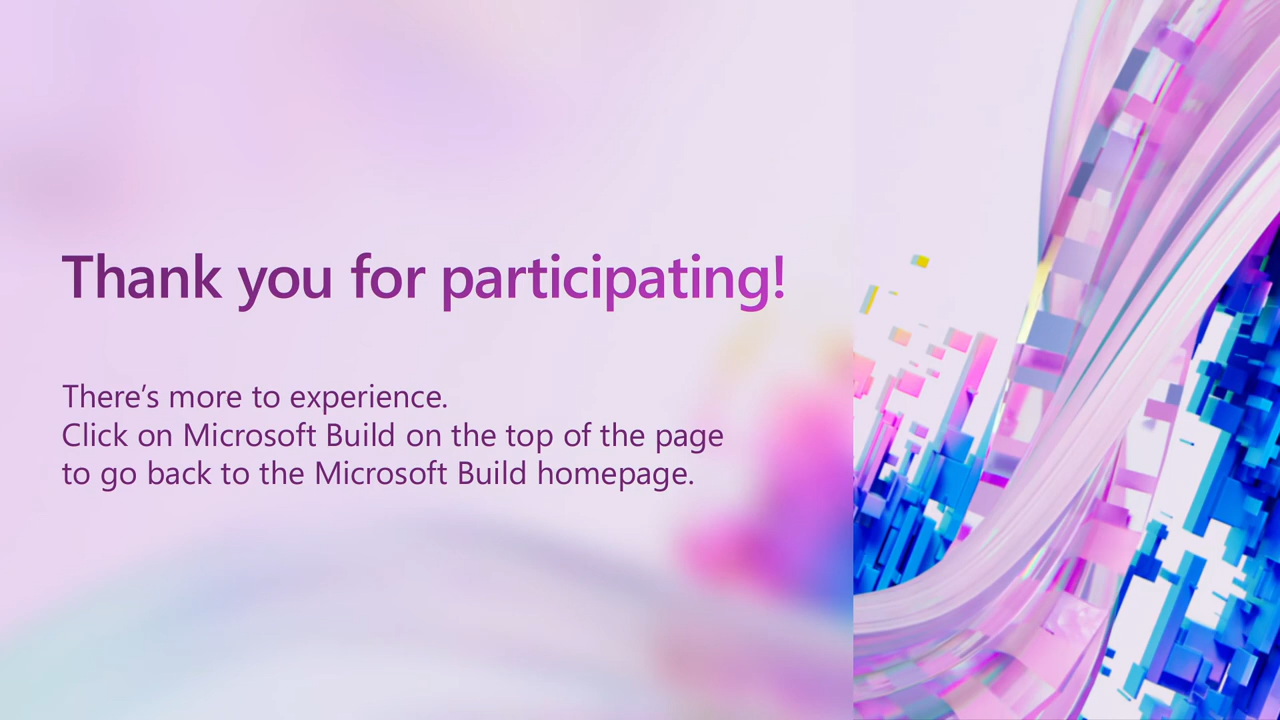 Thank you for participating!
There’s more to experience.
Click on Microsoft Build on the top of the page
to go back to the Microsoft Build homepage.